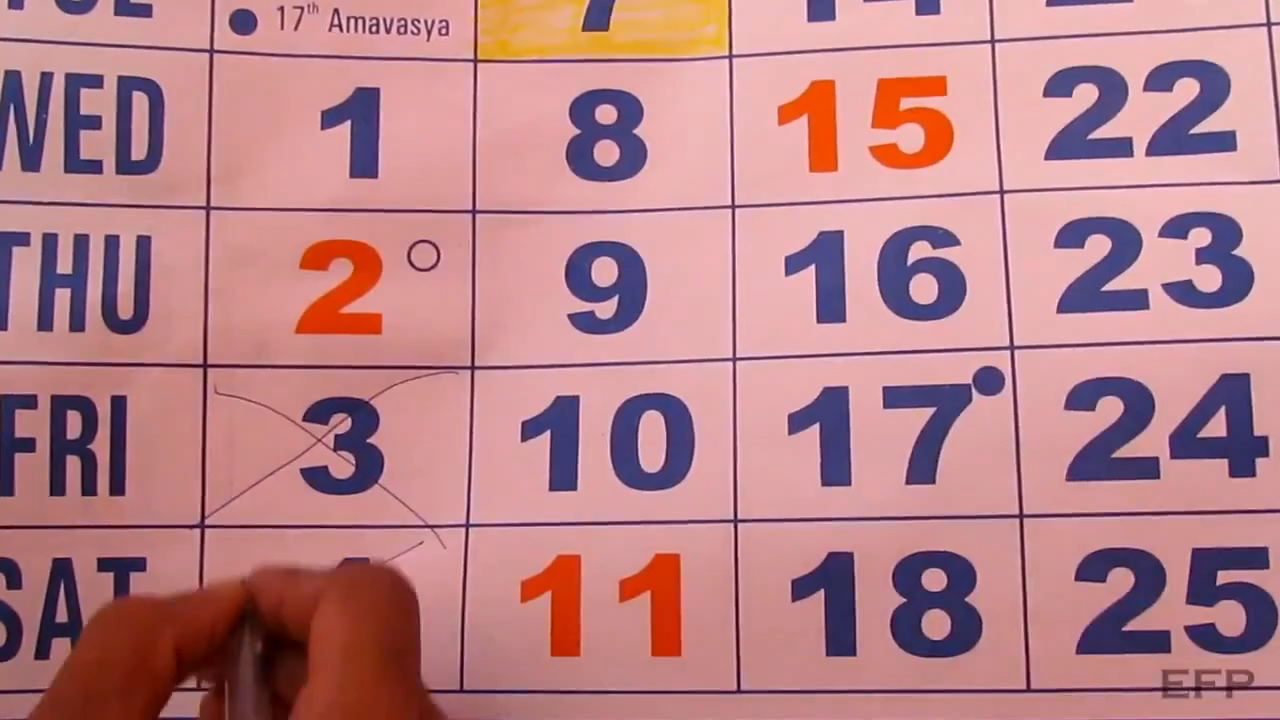 17th Amavasya 7
WED 1 8 15 22
THU 2 9 16 23
FRI 3 10 17 24
SAT 11 18 25
EFP